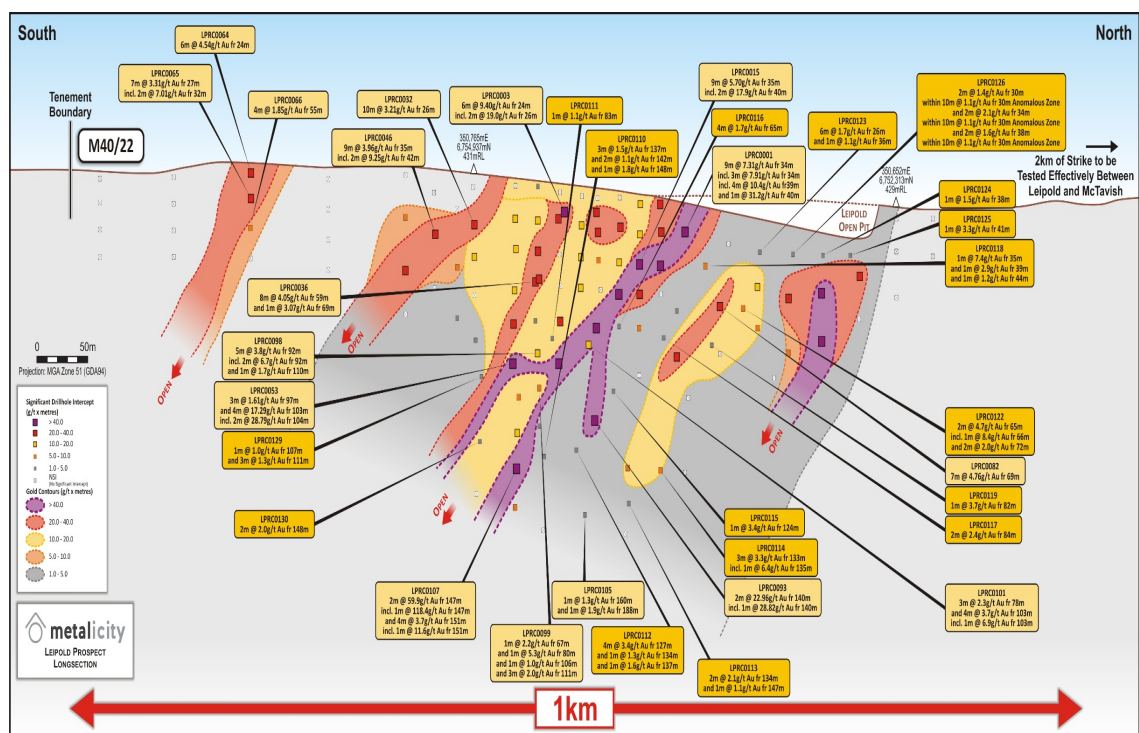 South
North
LPRC0064
6m @ 4.54g/t Au fr 24m
LPRC0065
7m @ 3.31g/t Au fr 27m
incl. 2m @ 7.01g/t Au fr 32m
LPRC0066
4m @ 1.85g/t Au fr 55m
LPRC0032
10m @ 3.21g/t Au fr 26m
LPRC0046
9m @ 3.96g/t Au fr 35m
incl. 2m @ 9.25g/t Au fr 42m
LPRC0003
6m @ 9.40g/t Au fr 24m
incl. 2m @ 19.0g/t Au fr 26m
LPRC0111
1m @ 1.1g/t Au fr 83m
LPRC0110
3m @ 1.5g/t Au fr 137m
and 2m @ 1.1g/t Au fr 142m
and 1m @ 1.8g/t Au fr 148m
LPRC0015
9m @ 5.70g/t Au fr 35m
incl. 2m @ 17.9g/t Au fr 40m
LPRC0116
4m @ 1.7g/t Au fr 65m
LPRC0001
9m @ 7.31g/t Au fr 34m
incl. 3m @ 7.91g/t Au fr 34m
incl. 4m @ 10.4g/t Au fr39m
and 1m @ 31.2g/t Au fr 40m
LPRC0123
6m @ 1.7g/t Au fr 26m
and 1m @ 1.1g/t Au fr 36m
LPRC0126
2m @ 1.4g/t Au fr 30m
within 10m @ 1.1g/t Au fr 30m Anomalous Zone
and 2m @ 2.1g/t Au fr 34m
within 10m @ 1.1g/t Au fr 30m Anomalous Zone
and 2m @ 1.6g/t Au fr 38m
within 10m @ 1.1g/t Au fr 30m Anomalous Zone
Tenement
Boundary
M40/22
350,765mE
6,754,937mN
431mRL
350,652mE
6,752,313mN
429mRL
2km of Strike to be
Tested Effectively Between
Leipold and McTavish
LEIPOLD
OPEN PIT
LPRC0124
1m @ 1.5g/t Au fr 38m
LPRC0125
1m @ 3.3g/t Au fr 41m
LPRC0118
1m @ 7.4g/t Au fr 35m
and 1m @ 2.9g/t Au fr 39m
and 1m @ 1.2g/t Au fr 44m
LPRC0036
8m @ 4.05g/t Au fr 59m
and 1m @ 3.07g/t Au fr 69m
LPRC0098
5m @ 3.8g/t Au fr 92m
incl. 2m @ 6.7g/t Au fr 92m
and 1m @ 1.7g/t Au fr 110m
LPRC0053
3m @ 1.61g/t Au fr 97m
and 4m @ 17.29g/t Au fr 103m
incl. 2m @ 28.79g/t Au fr 104m
LPRC0129
1m @ 1.0g/t Au fr 107m
and 3m @ 1.3g/t Au fr 111m
LPRC0130
2m @ 2.0g/t Au fr 148m
OPEN
OPEN
OPEN
OPEN
0
50m
Projection: MGA Zone 51 (GDA94)
Significant Drillhole Intercept
(g/t x metres)
> 40.0
20.0 - 40.0
10.0 - 20.0
5.0 - 10.0
1.0 - 5.0
NSI
(No Significant Intercept)
Gold Contours (g/t x metres)
> 40.0
20.0 - 40.0
10.0 - 20.0
5.0 - 10.0
1.0 - 5.0
LPRC0122
2m @ 4.7g/t Au fr 65m
incl. 1m @ 8.4g/t Au fr 66m
and 2m @ 2.0g/t Au fr 72m
LPRC0082
7m @ 4.76g/t Au fr 69m
LPRC0119
1m @ 3.7g/t Au fr 82m
LPRC0117
2m @ 2.4g/t Au fr 84m
LPRC0115
1m @ 3.4g/t Au fr 124m
LPRC0114
3m @ 3.3g/t Au fr 133m
incl. 1m @ 6.4g/t Au fr 135m
LPRC0093
2m @ 22.96g/t Au fr 140m
incl. 1m @ 28.82g/t Au fr 140m
LPRC0101
3m @ 2.3g/t Au fr 78m
and 4m @ 3.7g/t Au fr 103m
incl. 1m @ 6.9g/t Au fr 103m
LPRC0107
2m @ 59.9g/t Au fr 147m
incl. 1m @ 118.4g/t Au fr 147m
and 4m @ 3.7g/t Au fr 151m
incl. 1m @ 11.6g/t Au fr 151m
LPRC0105
1m @ 1.3g/t Au fr 160m
and 1m @ 1.9g/t Au fr 188m
LPRC0099
1m @ 2.2g/t Au fr 67m
and 1m @ 5.3g/t Au fr 80m
and 1m @ 1.0g/t Au fr 106m
and 3m @ 2.0g/t Au fr 111m
LPRC0112
4m @ 3.4g/t Au fr 127m
and 1m @ 1.3g/t Au fr 134m
and 1m @ 1.6g/t Au fr 137m
LPRC0113
2m @ 2.1g/t Au fr 134m
and 1m @ 1.1g/t Au fr 147m
metalicity
LEIPOLD PROSPECT
LONGSECTION
1km